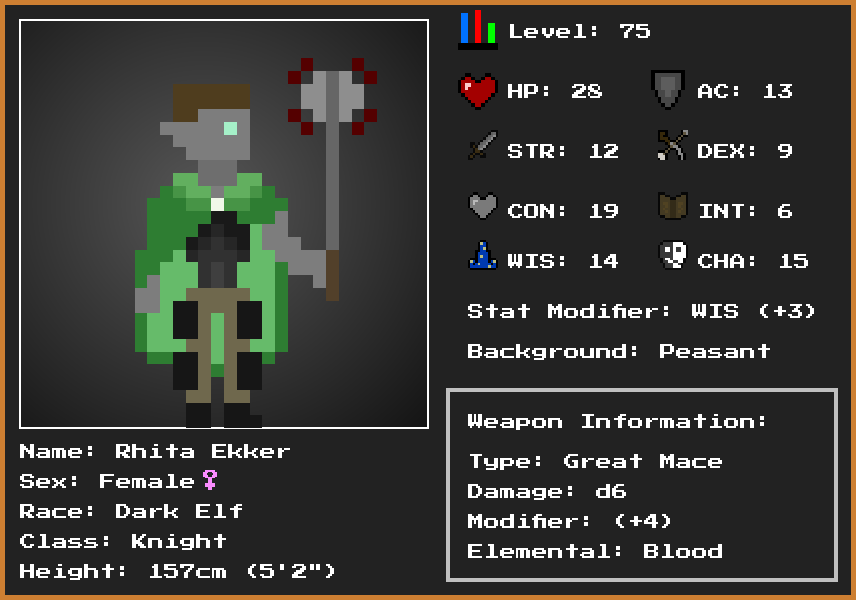 Level: 75
HP: 28
AC: 13
STR: 12
DEX: 9
CON: 19
INT: 6
WIS: 14
CHA: 15
Stat Modifier: WIS (+3)
Background: Peasant
Weapon Information:
Type: Great Mace
Damage: d6
Modifier: (+4)
Elemental: Blood
Name: Rhita Ekker
Sex: Female♀
Race: Dark Elf
Class: Knight
Height: 157cm (5'2")